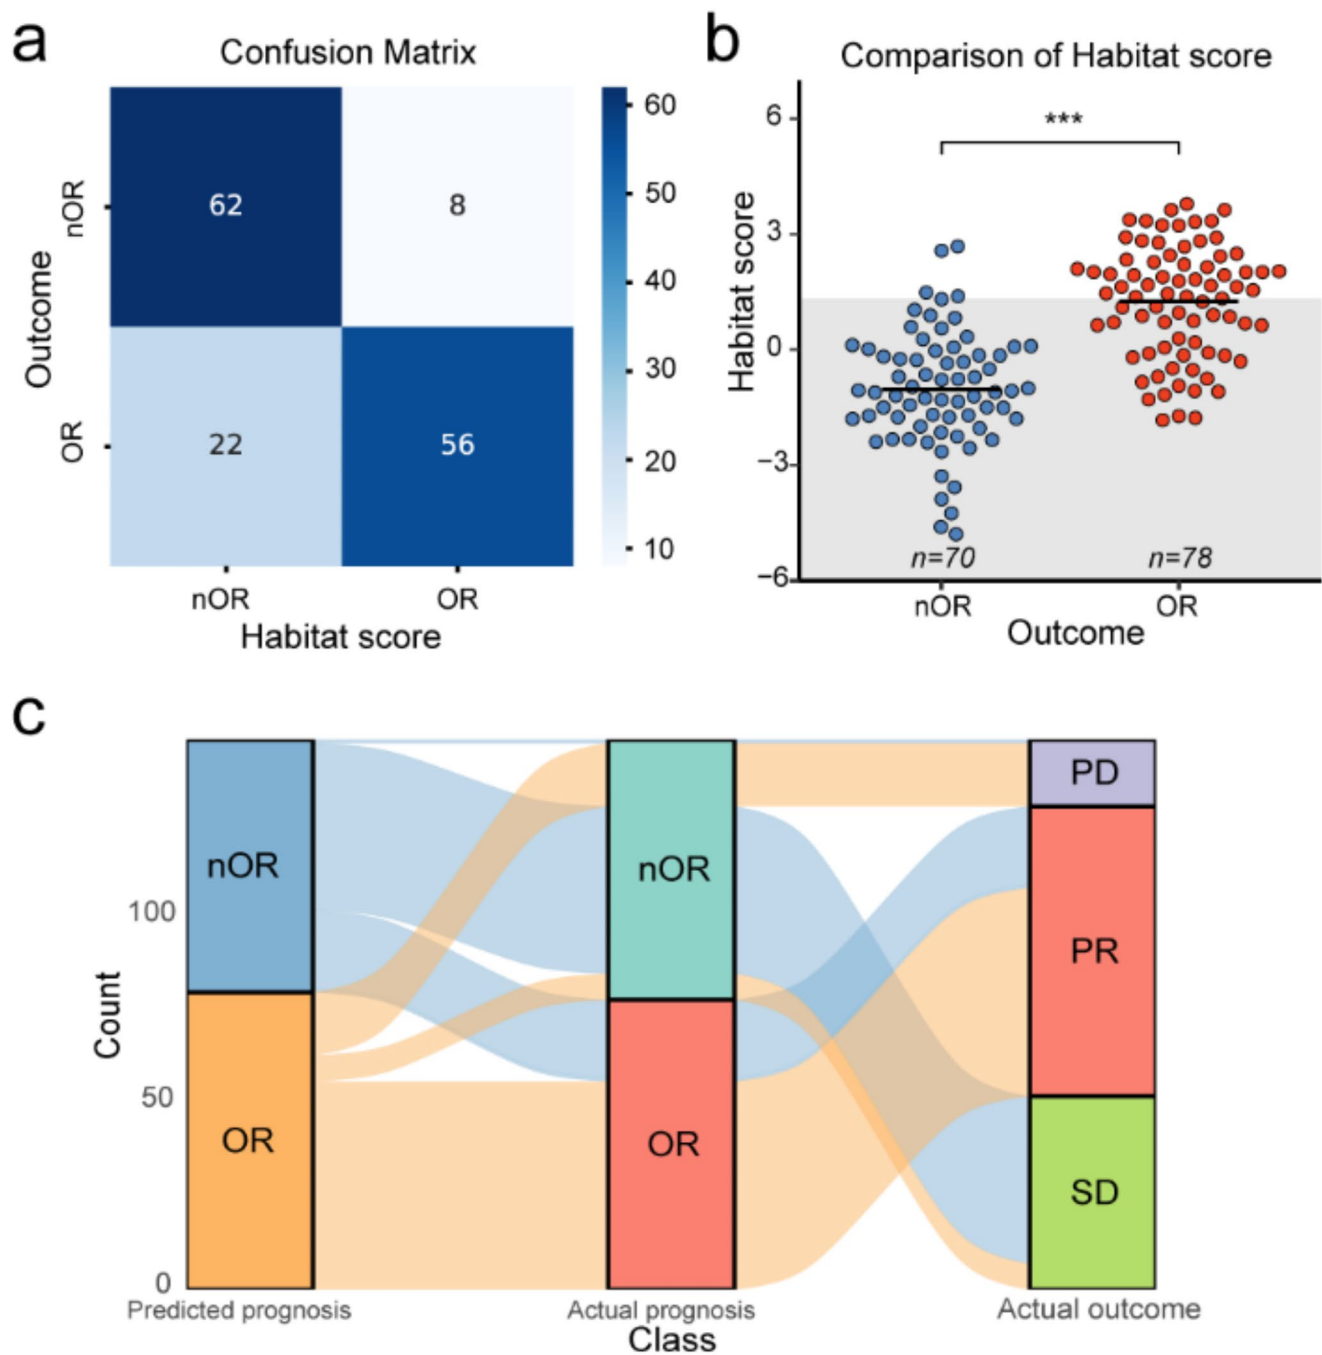 a
Confusion Matrix
62
8
22
56
nOR
OR
Outcome
nOR
OR
Habitat score
60
50
40
30
20
10
b
Comparison of Habitat score
***
6
3
0
−3
−6
Habitat score
n=70
n=78
nOR
OR
Outcome
c
nOR
OR
nOR
OR
PD
PR
SD
100
50
0
Count
Predicted prognosis
Actual prognosis
Actual outcome
Class